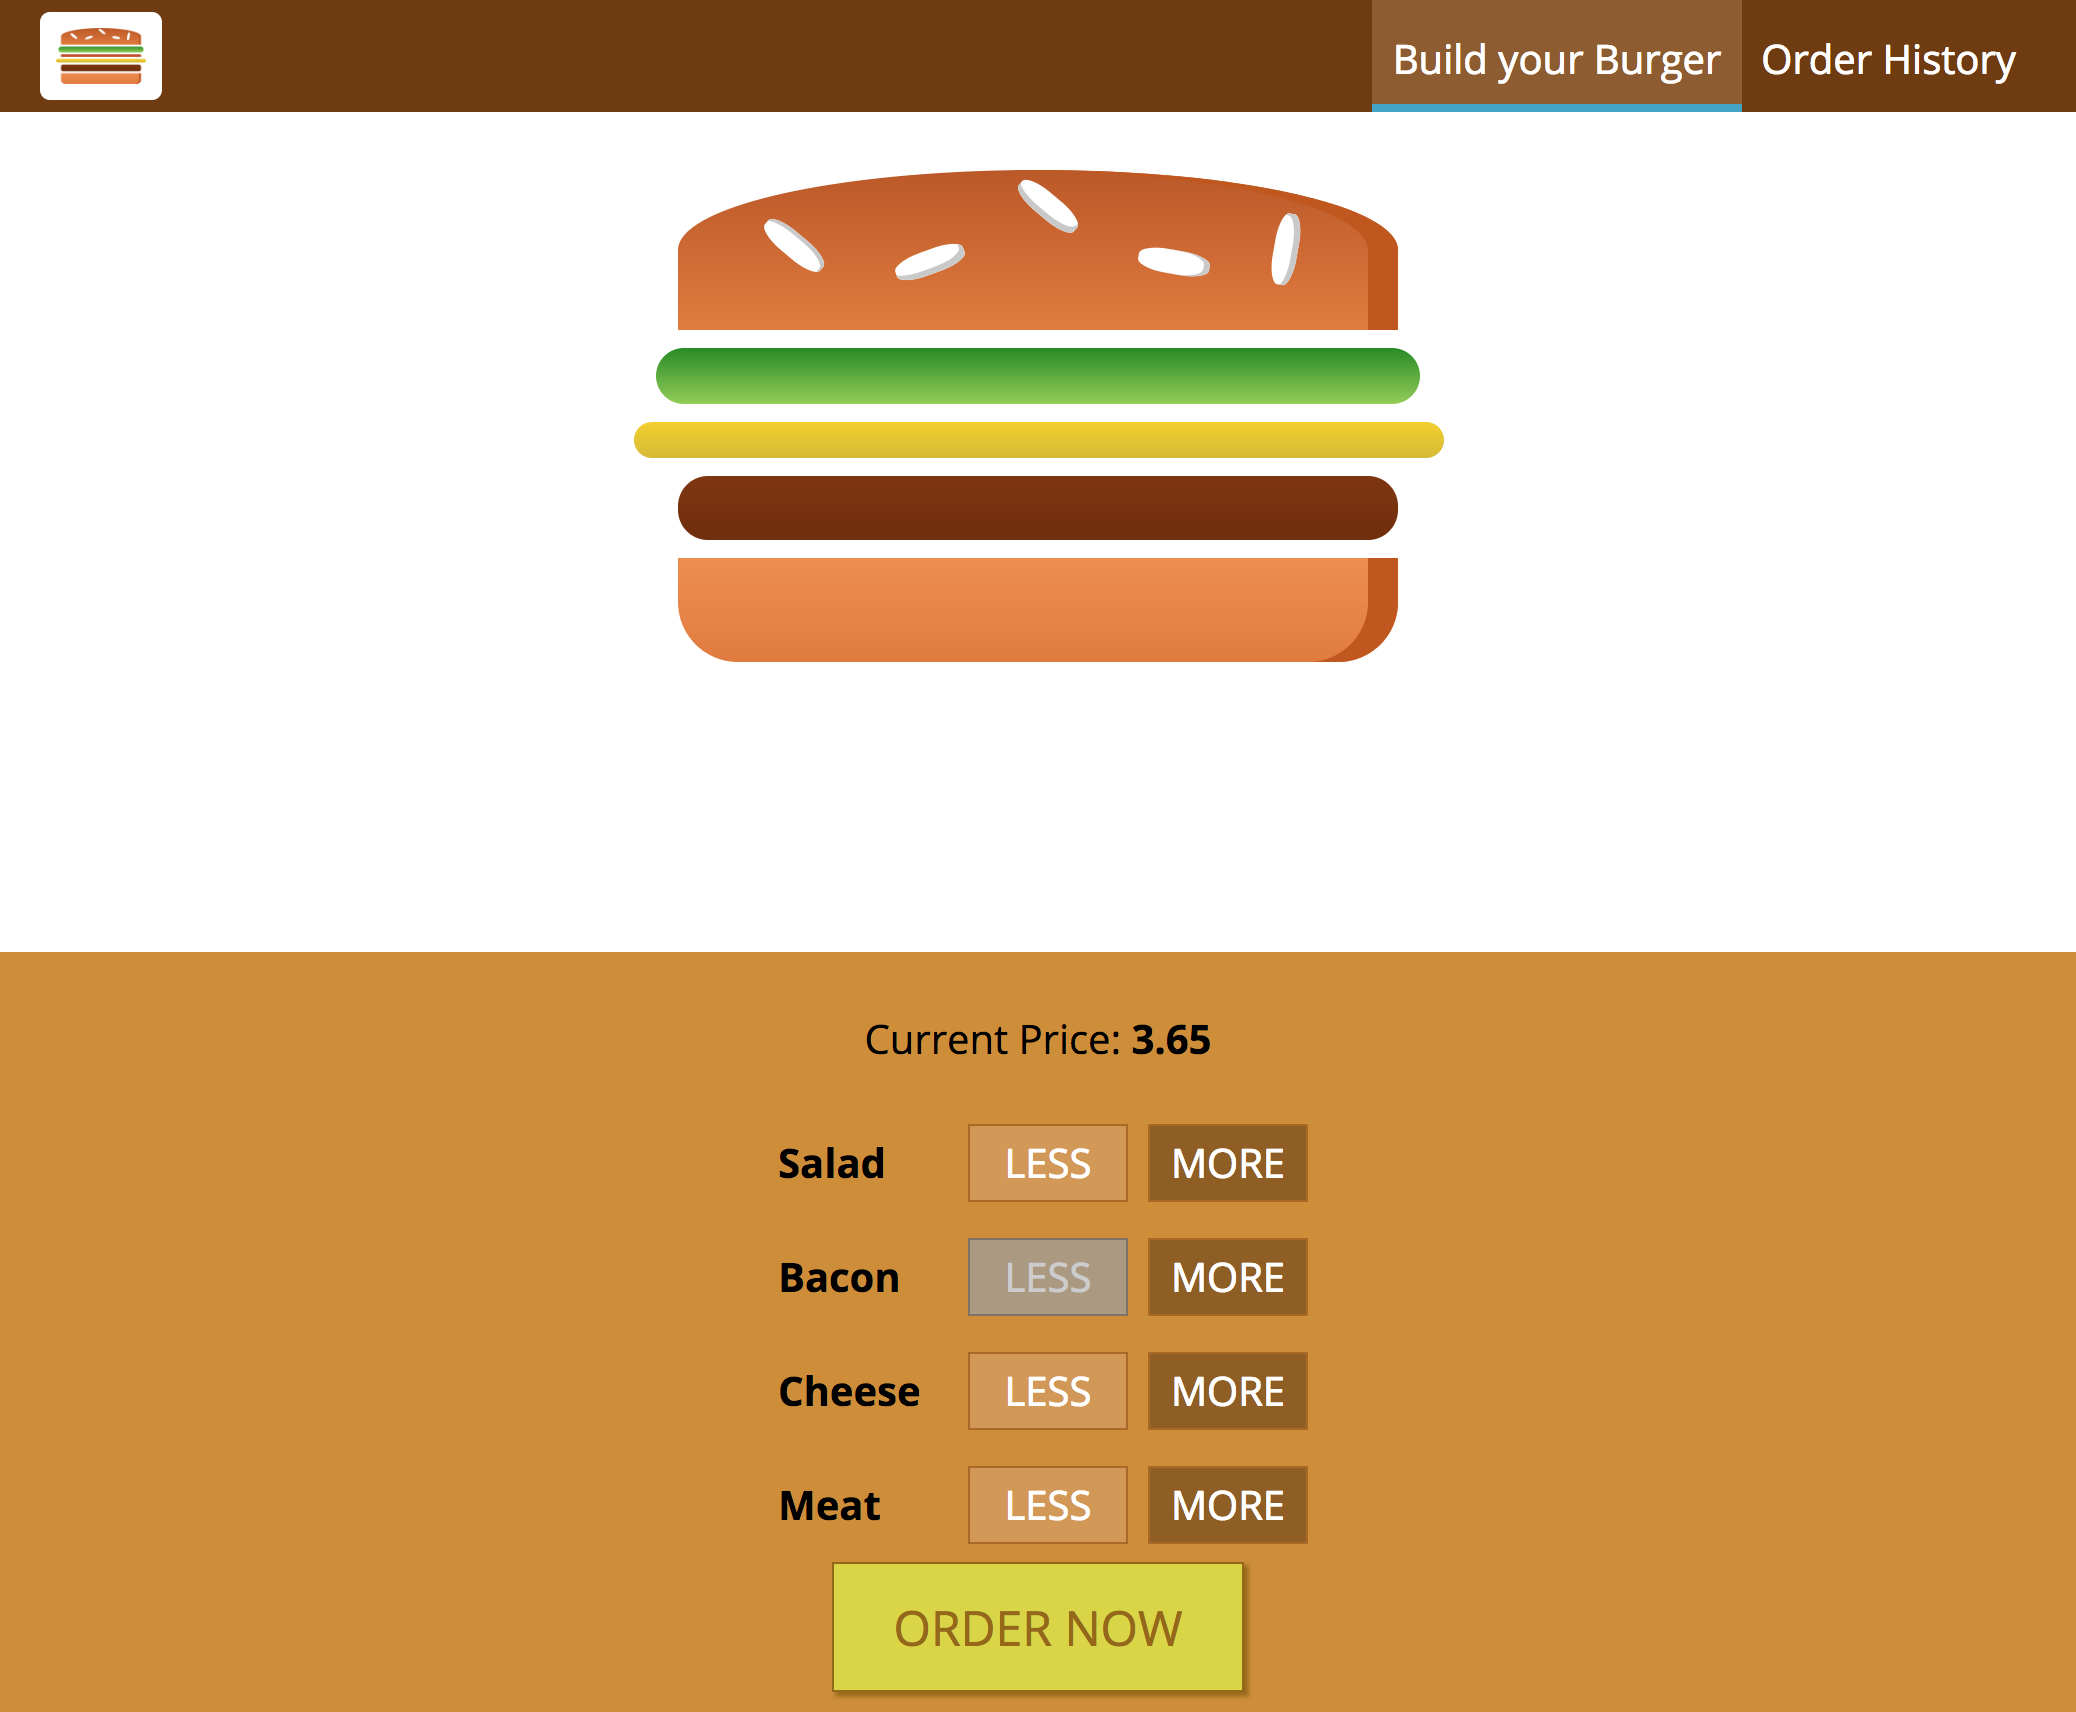 Build your Burger Order History
Current Price: 3.65
Salad LESS MORE
Bacon LESS MORE
Cheese LESS MORE
Meat LESS MORE
ORDER NOW